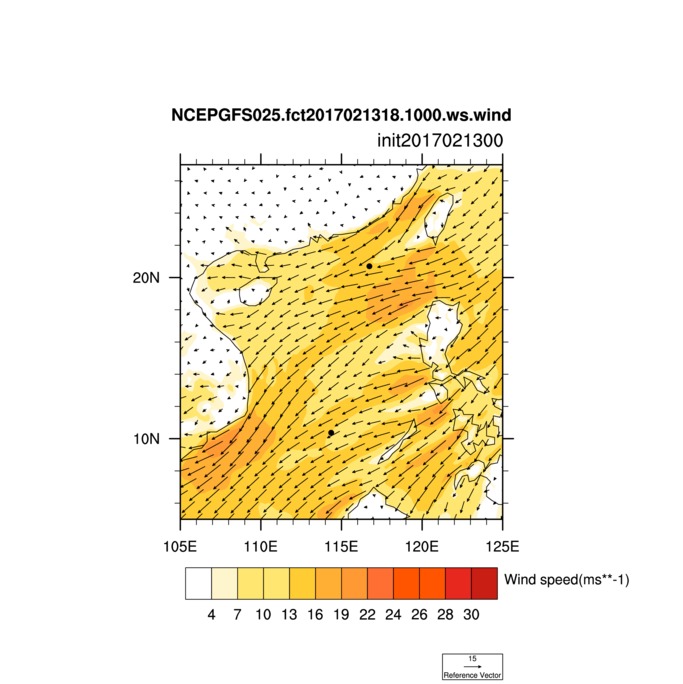 NCEPGFS025.fct2017021318.1000.ws.wind
init2017021300
20N
10N
105E 110E 115E 120E 125E
Wind speed(ms**-1)
4 7 10 13 16 19 22 24 26 28 30
15
Reference Vector